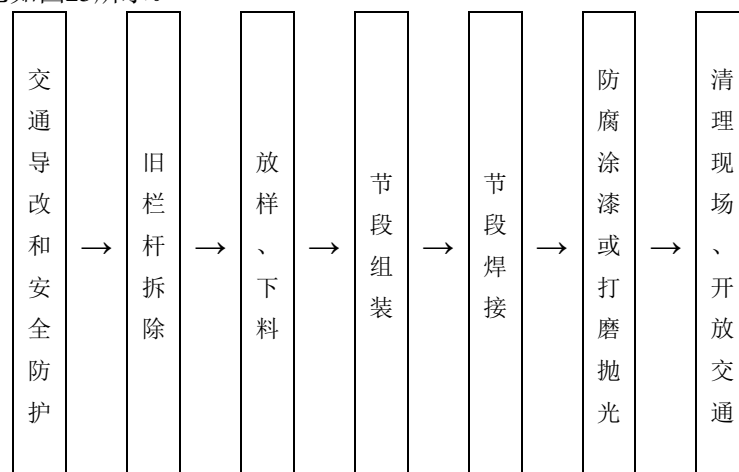 交通导改和安全防护
→
旧栏杆拆除
→
放样、下料
→
节段组装
→
节段焊接
→
防腐涂漆或打磨抛光
→
清理现场、开放交通